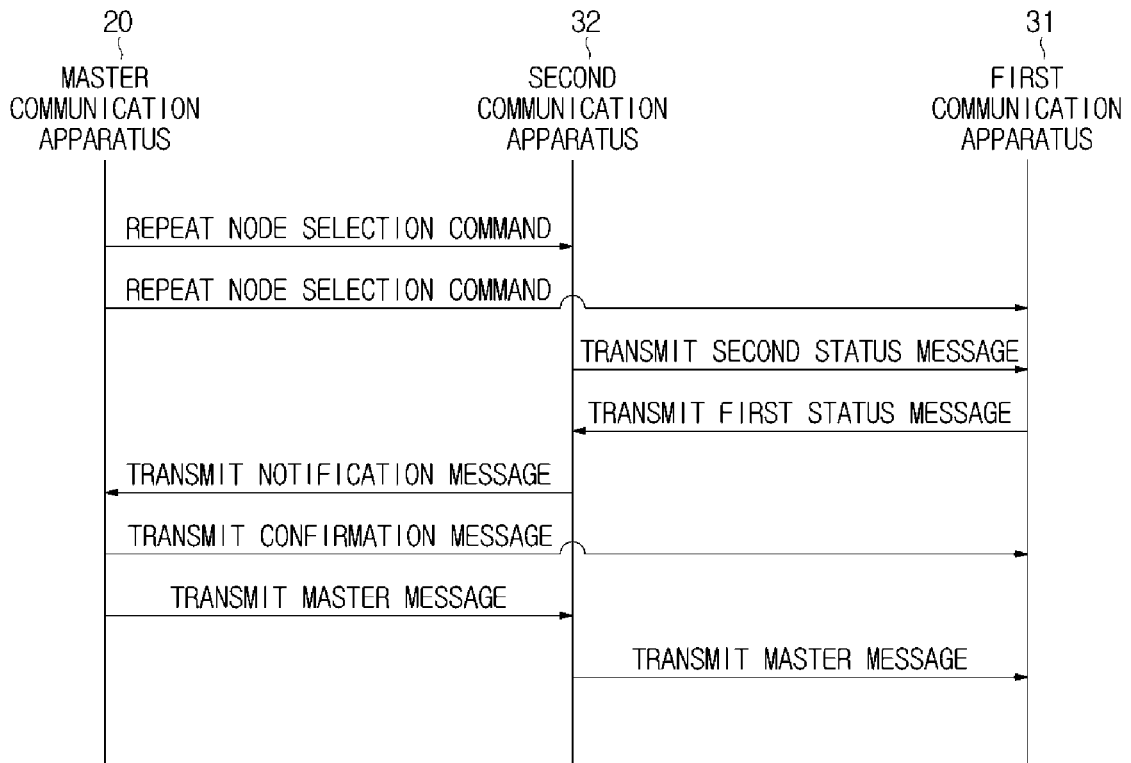 20
32
31
MASTER
COMMUNICATION
APPARATUS
SECOND
COMMUNICATION
APPARATUS
FIRST
COMMUNICATION
APPARATUS
REPEAT NODE SELECTION COMMAND
REPEAT NODE SELECTION COMMAND
TRANSMIT SECOND STATUS MESSAGE
TRANSMIT FIRST STATUS MESSAGE
TRANSMIT NOTIFICATION MESSAGE
TRANSMIT CONFIRMATION MESSAGE
TRANSMIT MASTER MESSAGE
TRANSMIT MASTER MESSAGE